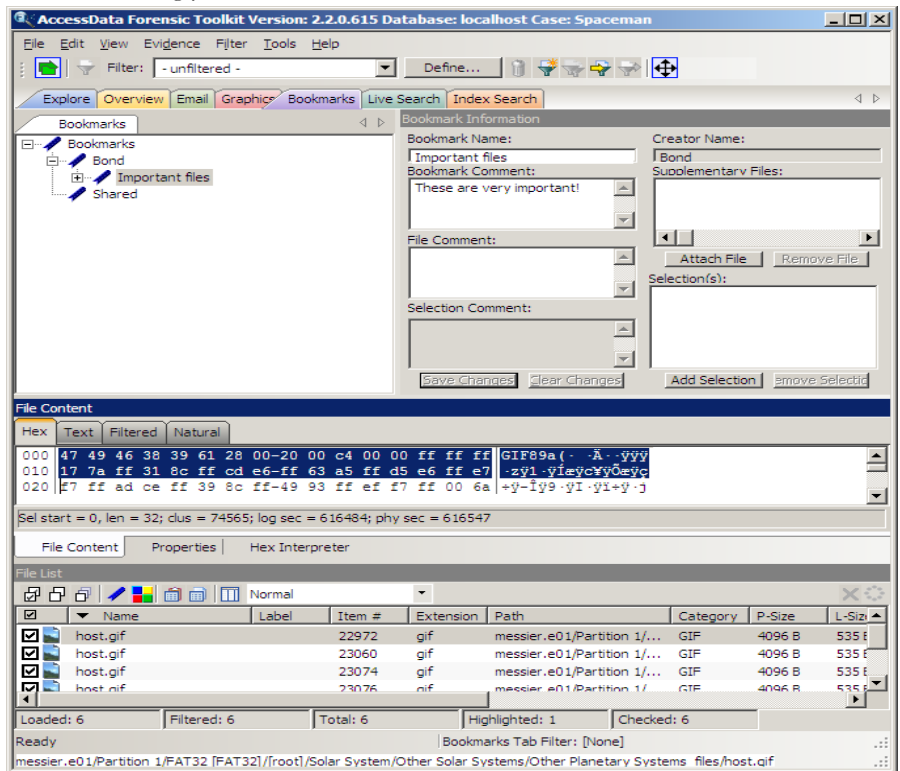 AccessData Forensic Toolkit Version: 2.2.0.615 Database: localhost Case: Spaceman
File Edit View Evidence Filter Tools Help
Filter: - unfiltered - Define...
Explore Overview Email Graphics Bookmarks Live Search Index Search
Bookmarks
Bookmarks
Bond
Important files
Shared
Bookmark Information
Bookmark Name: Creator Name:
Important files Bond
Bookmark Comment: Supplementary Files:
These are very important!
File Comment:
Attach File Remove File
Selection(s):
Selection Comment:
Save Changes Clear Changes Add Selection emove Selectio
File Content
Hex Text Filtered Natural
000 47 49 46 38 39 61 28 00-20 00 c4 00 00 ff ff ff GIF89a(· ·Ä··ÿÿÿ
010 17 7a ff 31 8c ff cd e6-ff 63 a5 ff d5 e6 ff e7 ·zÿ1·ÿÍæÿc¥ÿÕæÿç
020 f7 ff ad ce ff 39 8c ff-49 93 ff ef f7 ff 00 6a ÷ÿ-Îÿ9·ÿI·ÿï÷ÿ·j
Sel start = 0, len = 32; clus = 74565; log sec = 616484; phy sec = 616547
File Content Properties Hex Interpreter
File List
Normal
Name Label Item # Extension Path Category P-Size L-Siz
host.gif 22972 gif messier.e01/Partition 1/... GIF 4096 B 535 B
host.gif 23060 gif messier.e01/Partition 1/... GIF 4096 B 535 B
host.gif 23074 gif messier.e01/Partition 1/... GIF 4096 B 535 B
host.gif 23076 gif messier.e01/Partition 1/ GIF 4096 B 535 B
Loaded: 6 Filtered: 6 Total: 6 Highlighted: 1 Checked: 6
Ready Bookmarks Tab Filter: [None]
messier.e01/Partition 1/FAT32 [FAT32]/[root]/Solar System/Other Solar Systems/Other Planetary Systems_files/host.gif